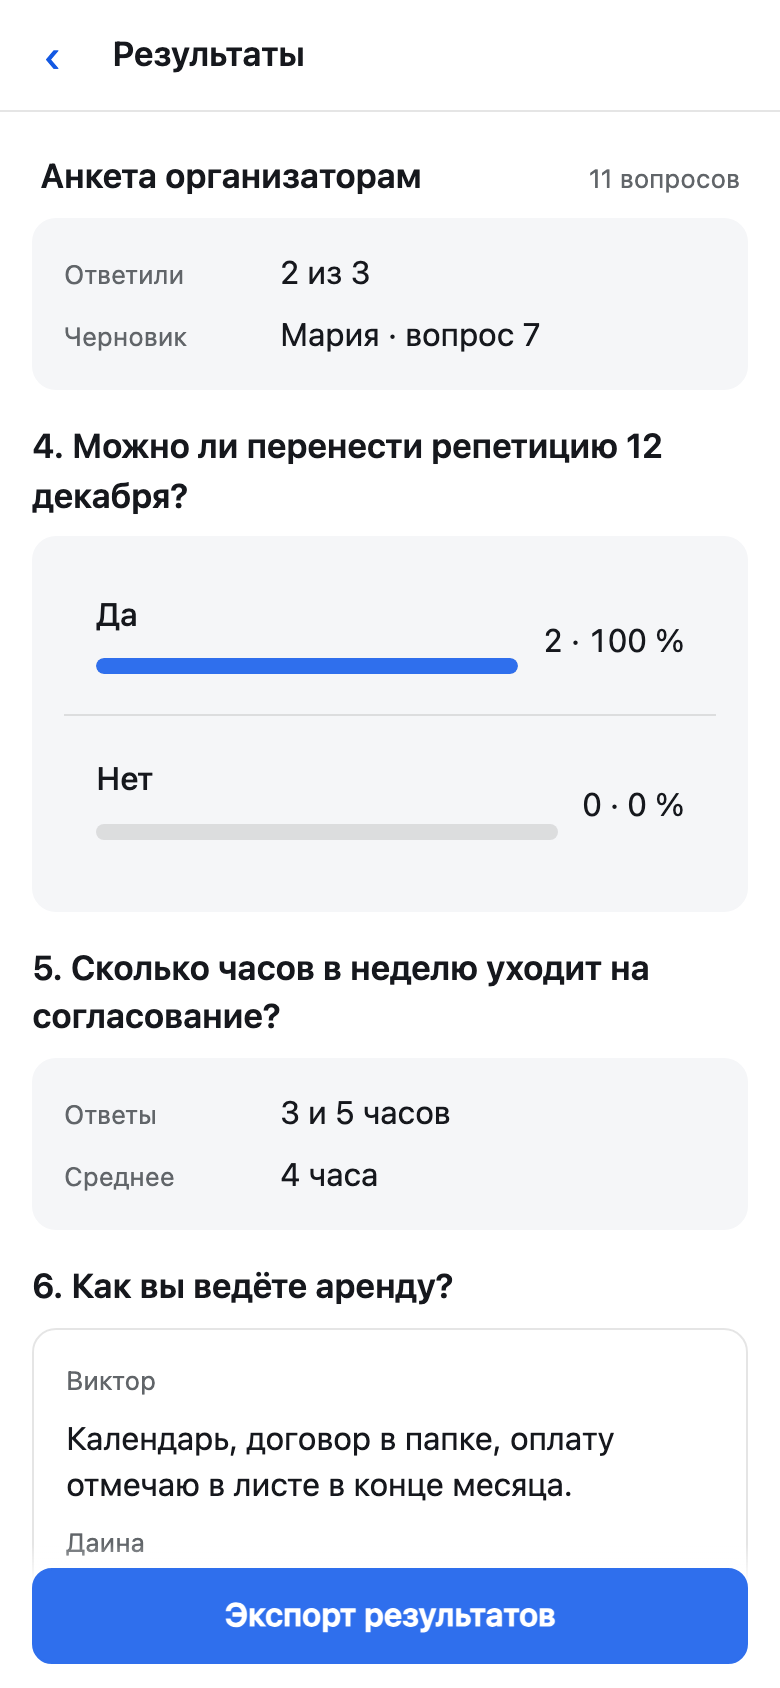 Результаты
Анкета организаторам
11 вопросов
Ответили
2 из 3
Черновик
Мария · вопрос 7
4. Можно ли перенести репетицию 12
декабря?
Да
2 · 100 %
Нет
0 · 0 %
5. Сколько часов в неделю уходит на
согласование?
Ответы
3 и 5 часов
Среднее
4 часа
6. Как вы ведёте аренду?
Виктор
Календарь, договор в папке, оплату
отмечаю в листе в конце месяца.
Даина
Экспорт результатов